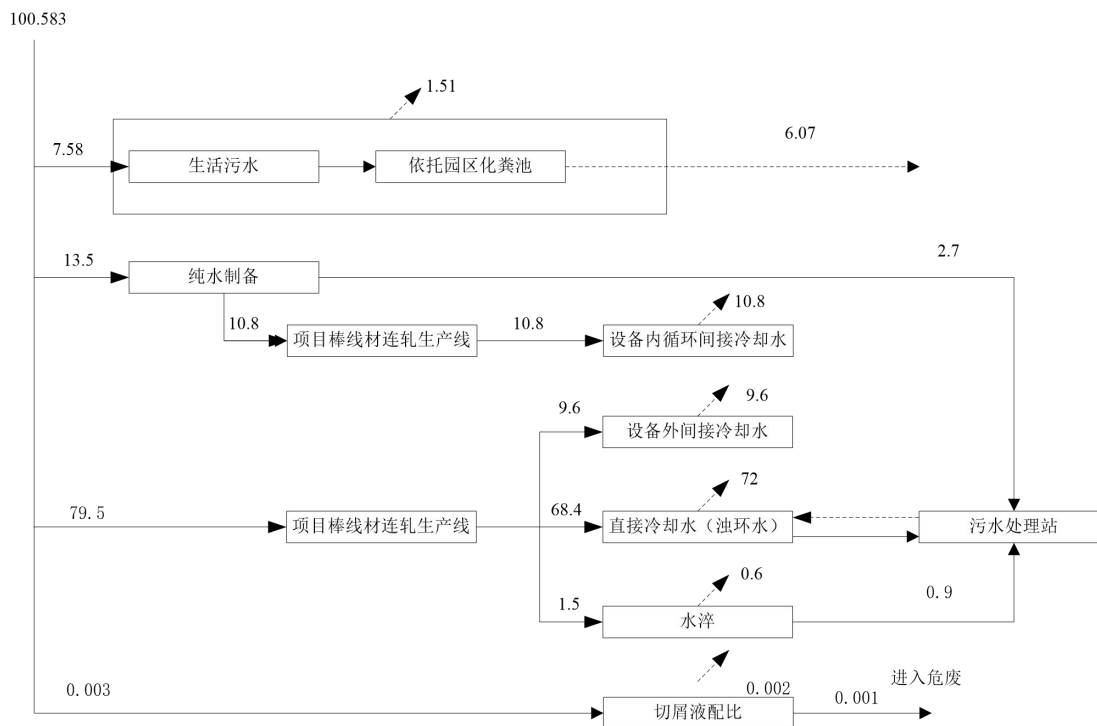 100.583
1.51
6.07
7.58
生活污水
依托园区化粪池
13.5
纯水制备
2.7
10.8
项目棒线材连轧生产线
10.8
设备内循环间接冷却水
10.8
9.6
设备外间接冷却水
9.6
79.5
项目棒线材连轧生产线
68.4
直接冷却水（浊环水）
72
污水处理站
1.5
水淬
0.6
0.9
0.003
切屑液配比
0.002
0.001
进入危废